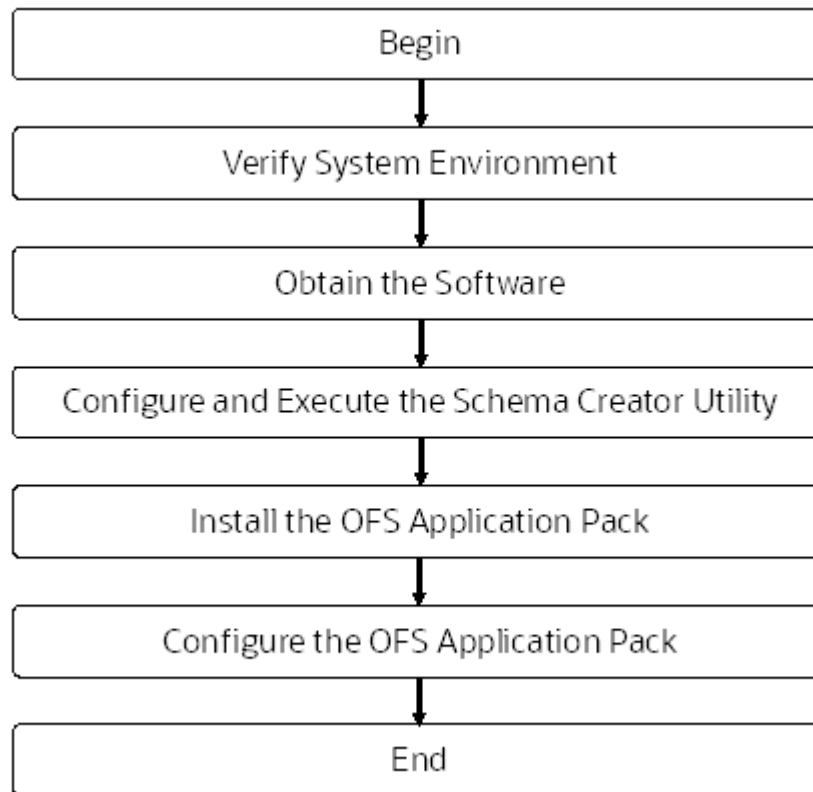 Begin
Verify System Environment
Obtain the Software
Configure and Execute the Schema Creator Utility
Install the OFS Application Pack
Configure the OFS Application Pack
End